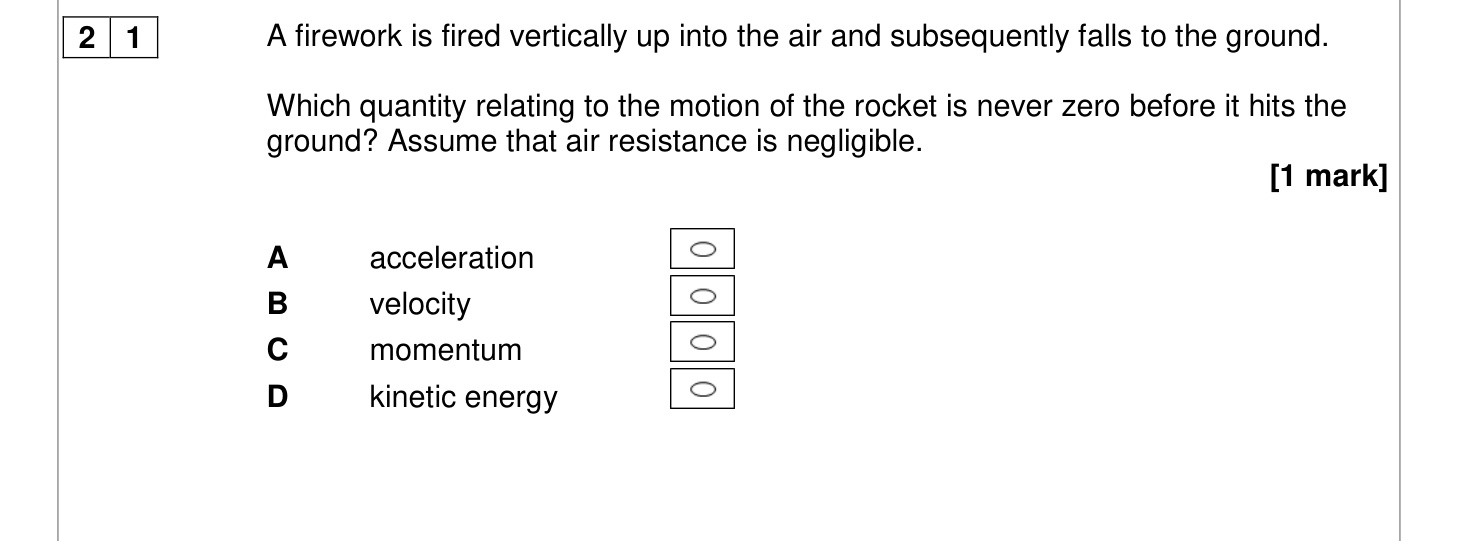 2 1 A firework is fired vertically up into the air and subsequently falls to the ground.
Which quantity relating to the motion of the rocket is never zero before it hits the
ground? Assume that air resistance is negligible.
[1 mark]
A acceleration
B velocity
C momentum
D kinetic energy